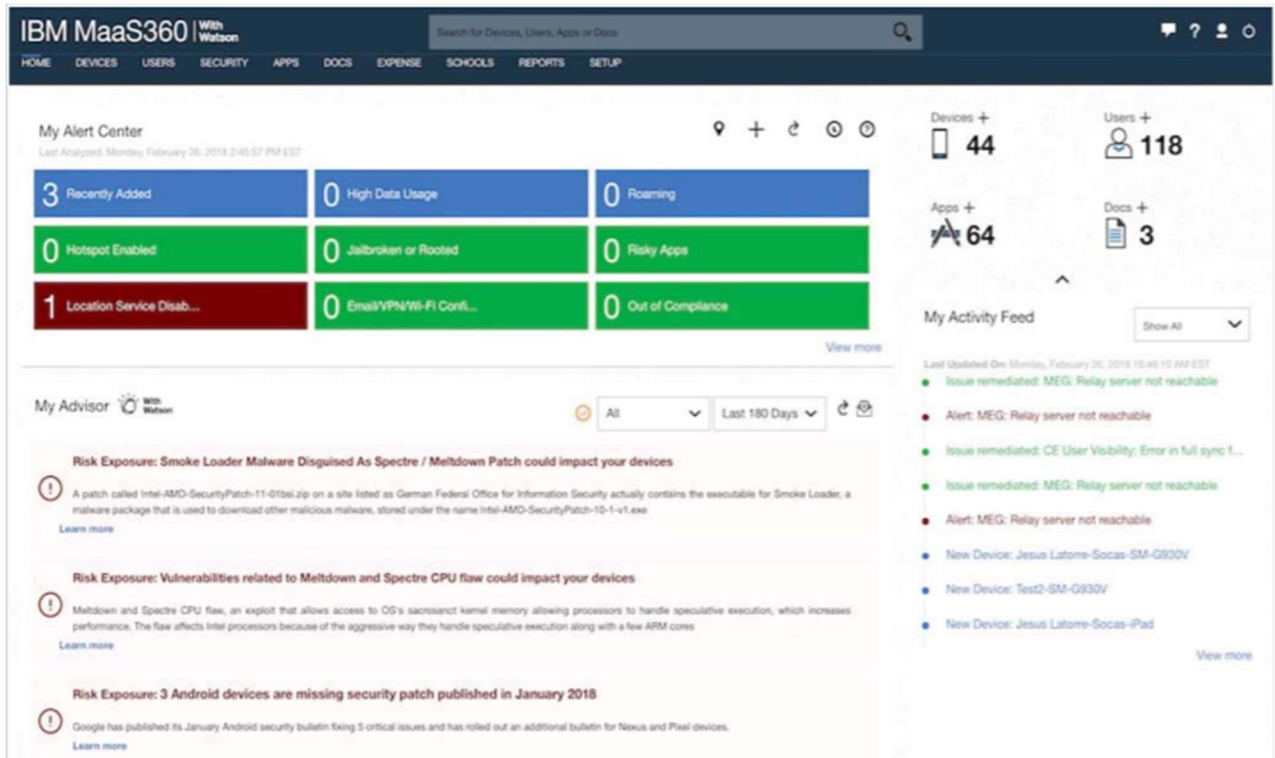 IBM MaaS360 With Watson
Search for Devices, Users, Apps or Docs
HOME DEVICES USERS SECURITY APPS DOCS EXPENSE SCHOOLS REPORTS SETUP
My Alert Center
Last Analyzed: Monday, February 26, 2018 2:45:57 PM EST
3 Recently Added
0 High Data Usage
0 Roaming
0 Hotspot Enabled
0 Jailbroken or Rooted
0 Risky Apps
1 Location Service Disab...
0 Email/VPN/Wi-Fi Confi...
0 Out of Compliance
View more
My Advisor With Watson
All
Last 180 Days
Risk Exposure: Smoke Loader Malware Disguised As Spectre / Meltdown Patch could impact your devices
A patch called Intel-AMD-SecurityPatch-11-01bsi.zip on a site listed as German Federal Office for Information Security actually contains the executable for Smoke Loader, a
malware package that is used to download other malicious malware, stored under the name Intel-AMD-SecurityPatch-10-1-v1.exe
Learn more
Risk Exposure: Vulnerabilities related to Meltdown and Spectre CPU flaw could impact your devices
Meltdown and Spectre CPU flaw, an exploit that allows access to OS's sacrosanct kernel memory allowing processors to handle speculative execution, which increases
performance. The flaw affects Intel processors because of the aggressive way they handle speculative execution along with a few ARM cores
Learn more
Risk Exposure: 3 Android devices are missing security patch published in January 2018
Google has published its January Android security bulletin fixing 5 critical issues and has rolled out an additional bulletin for Nexus and Pixel devices.
Learn more
Devices +
44
Users +
118
Apps +
64
Docs +
3
My Activity Feed
Show All
Last Updated On: Monday, February 26, 2018 10:46:10 AM EST
Issue remediated: MEG: Relay server not reachable
Alert: MEG: Relay server not reachable
Issue remediated: CE User Visibility: Error in full sync f...
Issue remediated: MEG: Relay server not reachable
Alert: MEG: Relay server not reachable
New Device: Jesus Latorre-Socas-SM-G930V
New Device: Test2-SM-G930V
New Device: Jesus Latorre-Socas-iPad
View more